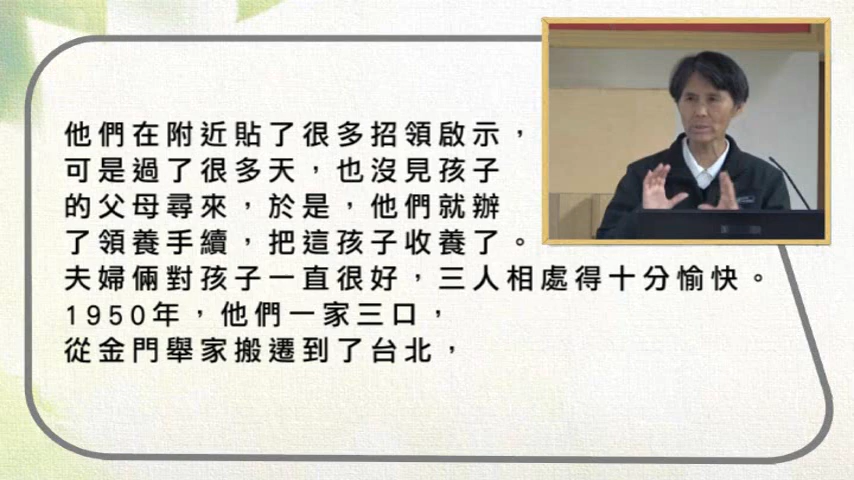 他們在附近貼了很多招領啟示，
可是過了很多天，也沒見孩子
的父母尋來，於是，他們就辦
了領養手續，把這孩子收養了。
夫婦倆對孩子一直很好，三人相處得十分愉快。
1950年，他們一家三口，
從金門舉家搬遷到了台北，